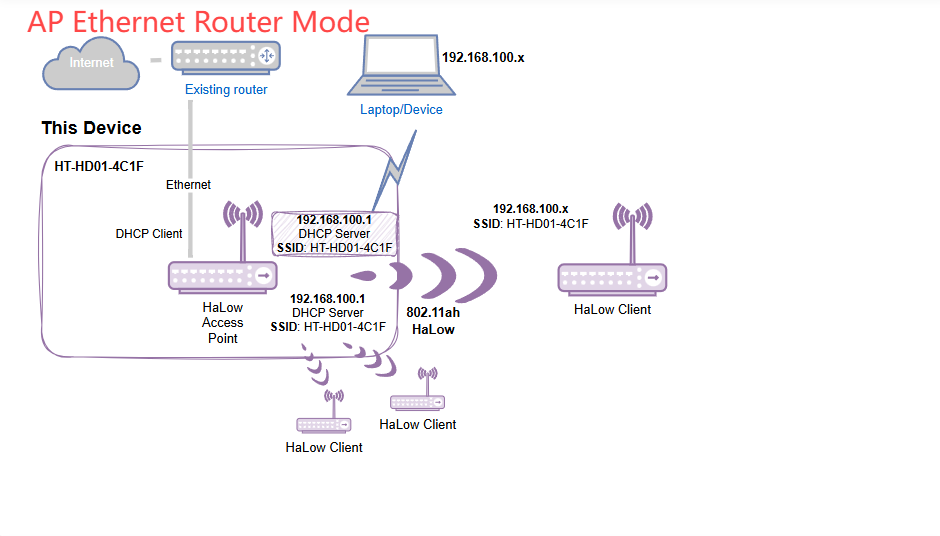 AP Ethernet Router Mode
Internet
Existing router
192.168.100.x
Laptop/Device
This Device
HT-HD01-4C1F
Ethernet
DHCP Client
192.168.100.1
DHCP Server
SSID: HT-HD01-4C1F
192.168.100.x
SSID: HT-HD01-4C1F
HaLow
Access
Point
192.168.100.1
DHCP Server
SSID: HT-HD01-4C1F
802.11ah
HaLow
HaLow Client
HaLow Client
HaLow Client